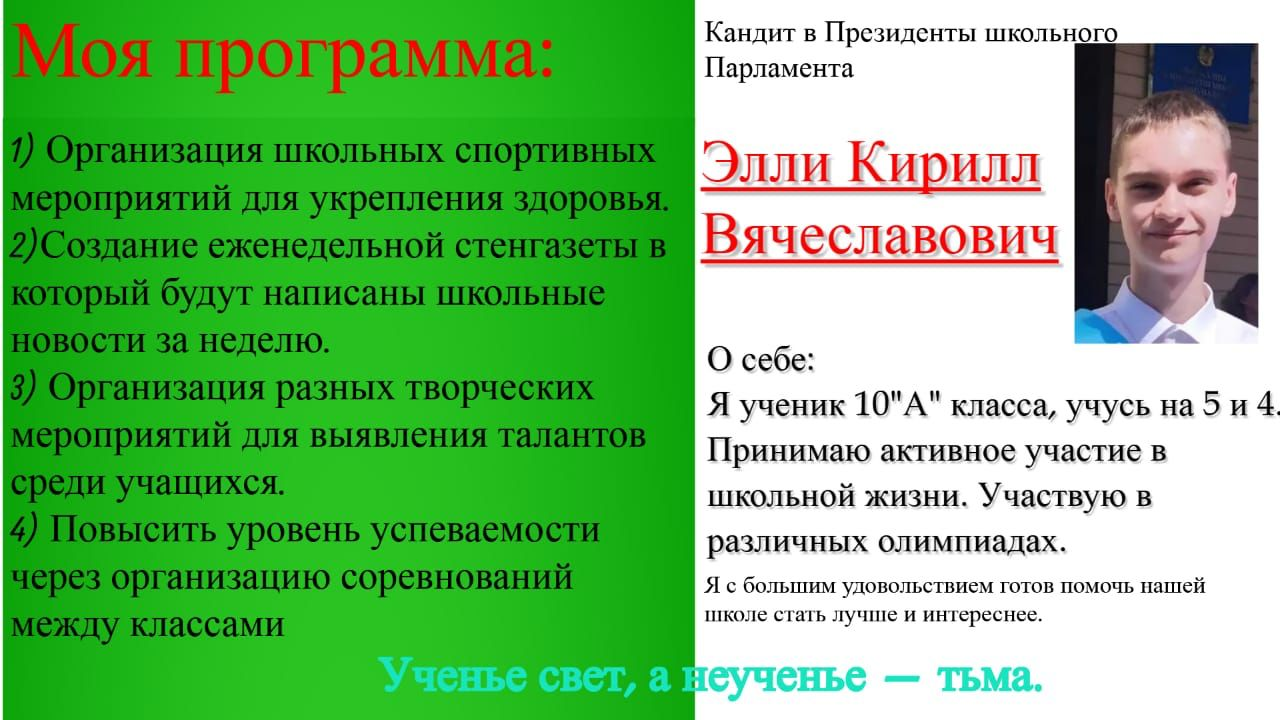 Моя программа:
1) Организация школьных спортивных
мероприятий для укрепления здоровья.
2)Создание еженедельной стенгазеты в
который будут написаны школьные
новости за неделю.
3) Организация разных творческих
мероприятий для выявления талантов
среди учащихся.
4) Повысить уровень успеваемости
через организацию соревнований
между классами
Кандит в Президенты школьного
Парламента
Элли Кирилл
Вячеславович
О себе:
Я ученик 10"А" класса, учусь на 5 и 4.
Принимаю активное участие в
школьной жизни. Участвую в
различных олимпиадах.
Я с большим удовольствием готов помочь нашей
школе стать лучше и интереснее.
Ученье свет, а неученье — тьма.